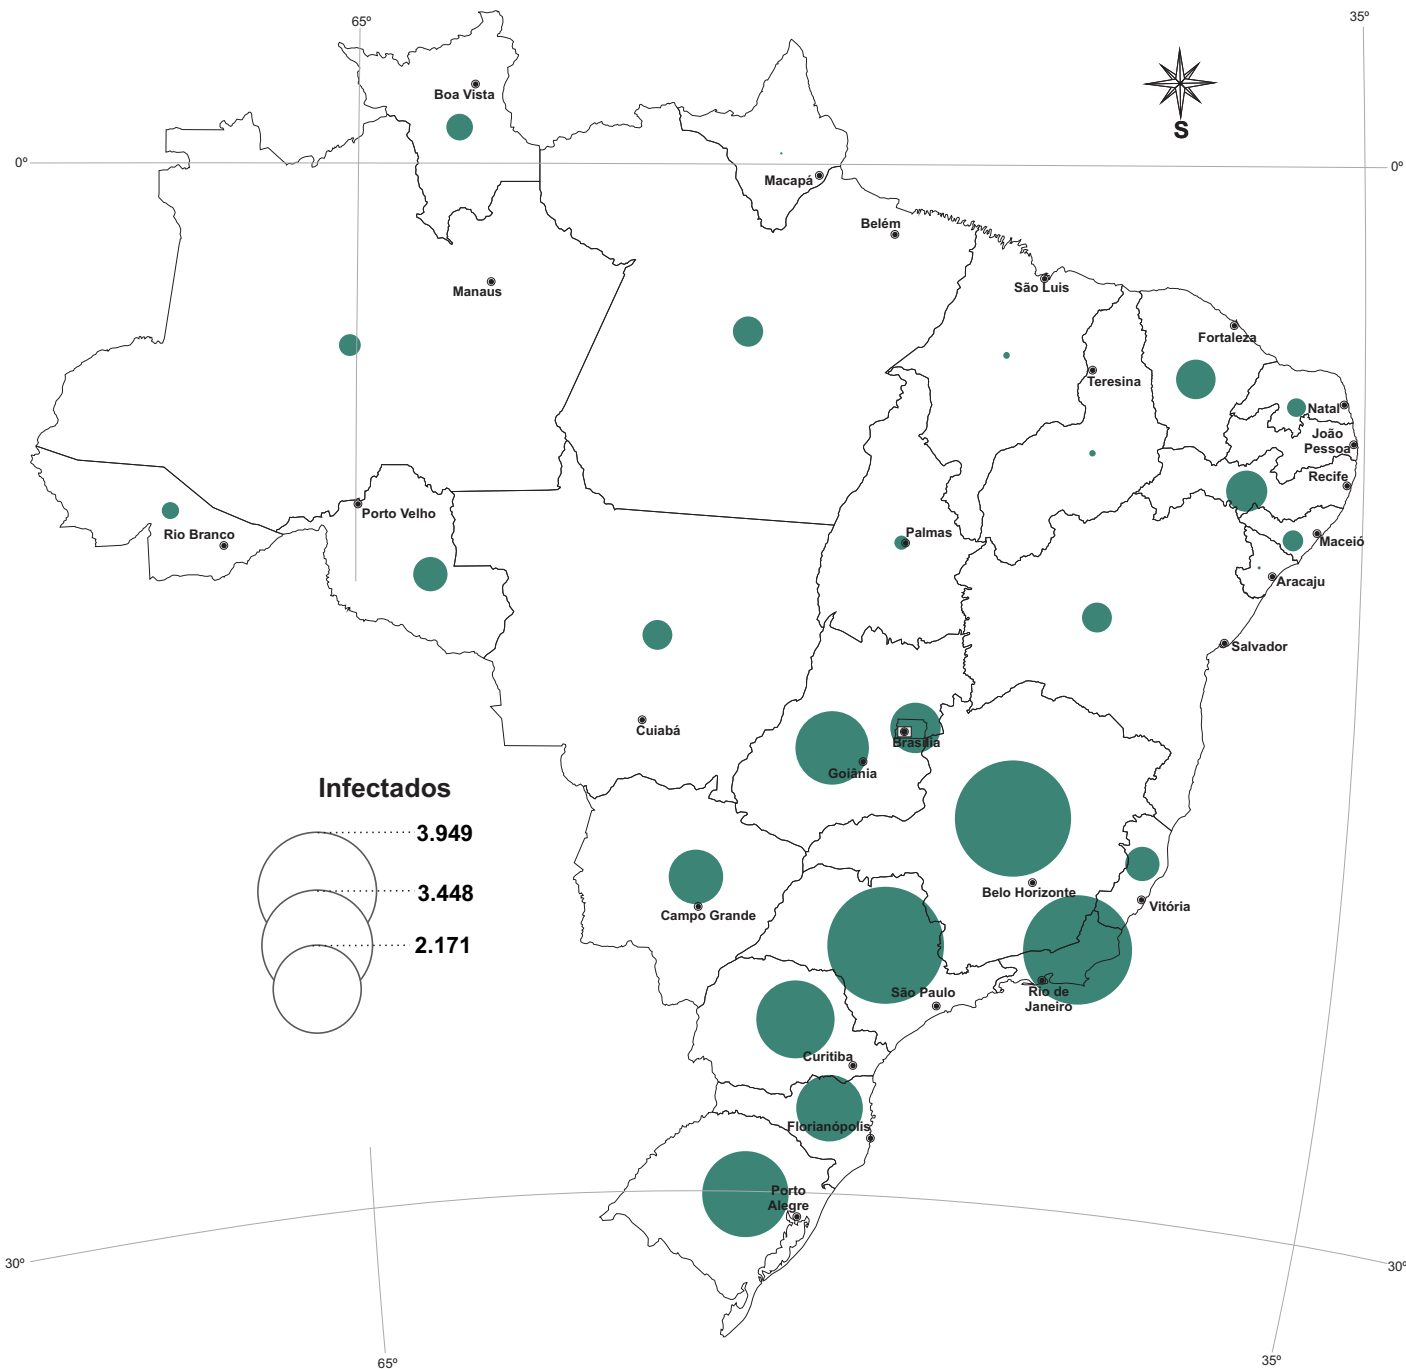 65º
35º
Boa Vista
S
0º
0º
Macapá
Belém
Manaus
São Luis
Fortaleza
Teresina
Natal
João
Pessoa
Recife
Porto Velho
Rio Branco
Palmas
Maceió
Aracaju
Salvador
Cuiabá
Brasília
Goiânia
Infectados
3.949
3.448
2.171
Belo Horizonte
Campo Grande
Vitória
São Paulo
Rio de
Janeiro
Curitiba
Florianópolis
Porto
Alegre
30º
30º
65º
35º